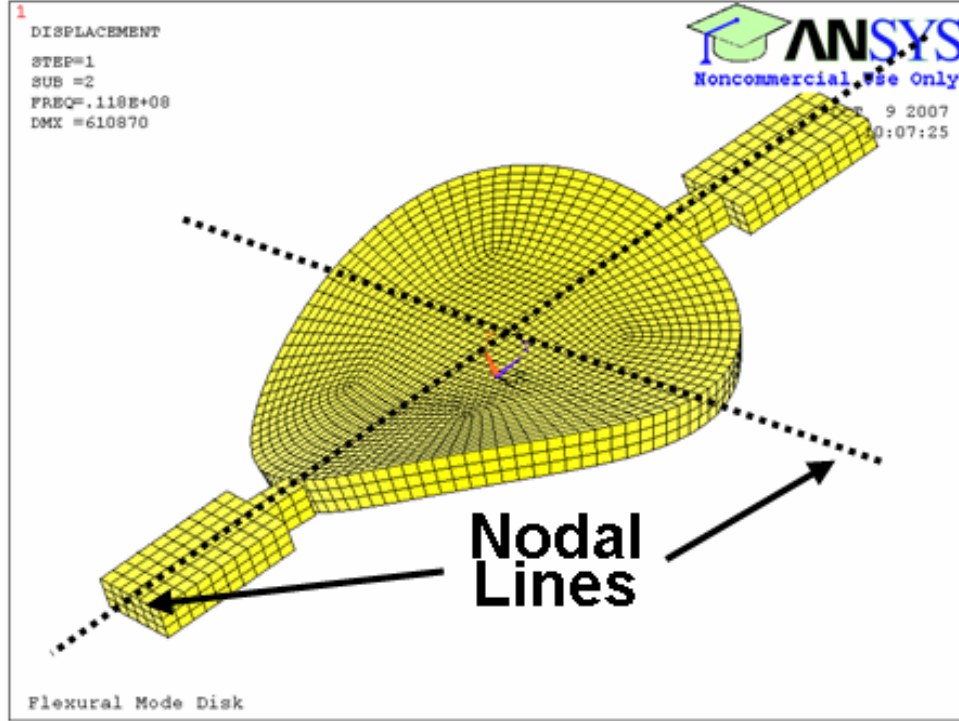 1
DISPLACEMENT
STEP=1
SUB =2
FREQ=.118E+08
DMX =610870
ANSYS
Noncommercial Use Only
9 2007
:07:25
Nodal
Lines
Flexural Mode Disk